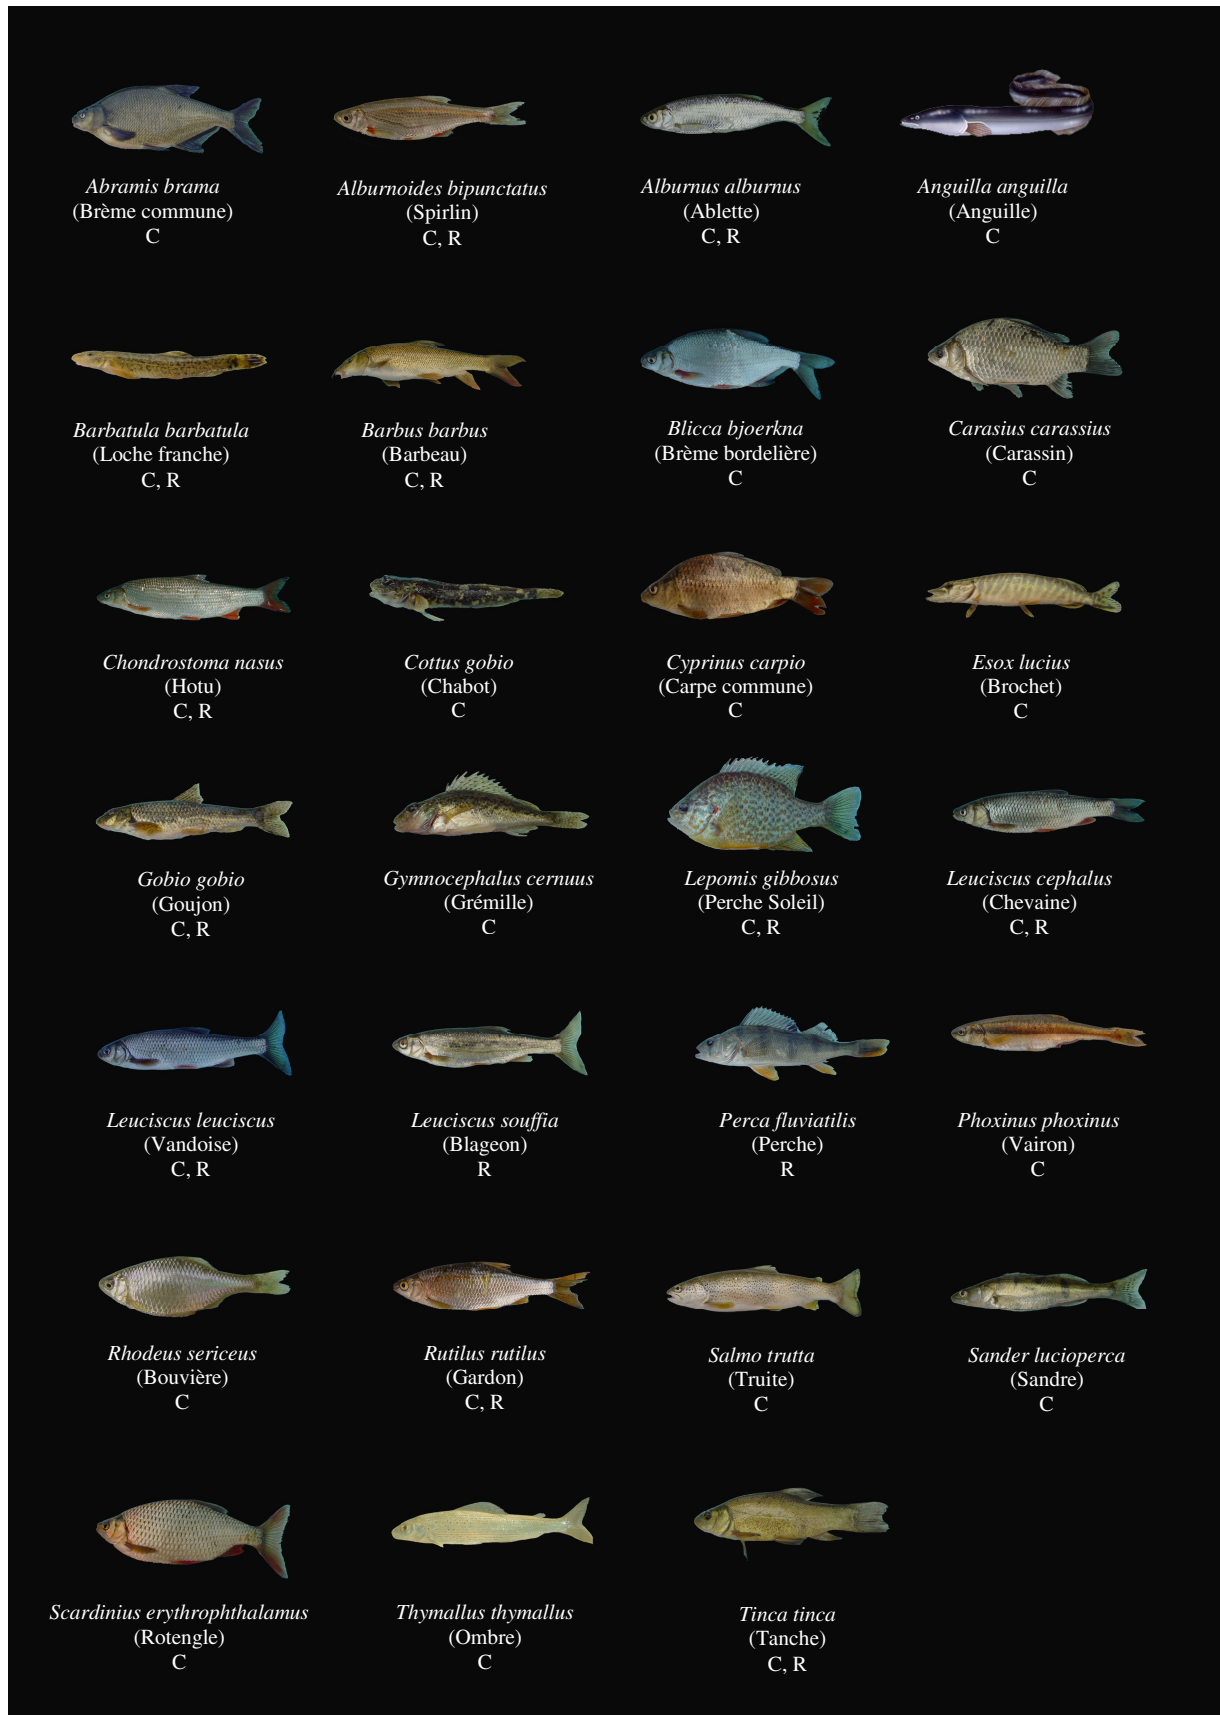 Abramis brama
(Brème commune)
C
Alburnoides bipunctatus
(Spirlin)
C, R
Alburnus alburnus
(Ablette)
C, R
Anguilla anguilla
(Anguille)
C
Barbatula barbatula
(Loche franche)
C, R
Barbus barbus
(Barbeau)
C, R
Blicca bjoerkna
(Brème bordelière)
C
Carasius carassius
(Carassin)
C
Chondrostoma nasus
(Hotu)
C, R
Cottus gobio
(Chabot)
C
Cyprinus carpio
(Carpe commune)
C
Esox lucius
(Brochet)
C
Gobio gobio
(Goujon)
C, R
Gymnocephalus cernuus
(Grémille)
C
Lepomis gibbosus
(Perche Soleil)
C, R
Leuciscus cephalus
(Chevaine)
C, R
Leuciscus leuciscus
(Vandoise)
C, R
Leuciscus souffia
(Blageon)
R
Perca fluviatilis
(Perche)
R
Phoxinus phoxinus
(Vairon)
C
Rhodeus sericeus
(Bouvière)
C
Rutilus rutilus
(Gardon)
C, R
Salmo trutta
(Truite)
C
Sander lucioperca
(Sandre)
C
Scardinius erythrophthalamus
(Rotengle)
C
Thymallus thymallus
(Ombre)
C
Tinca tinca
(Tanche)
C, R